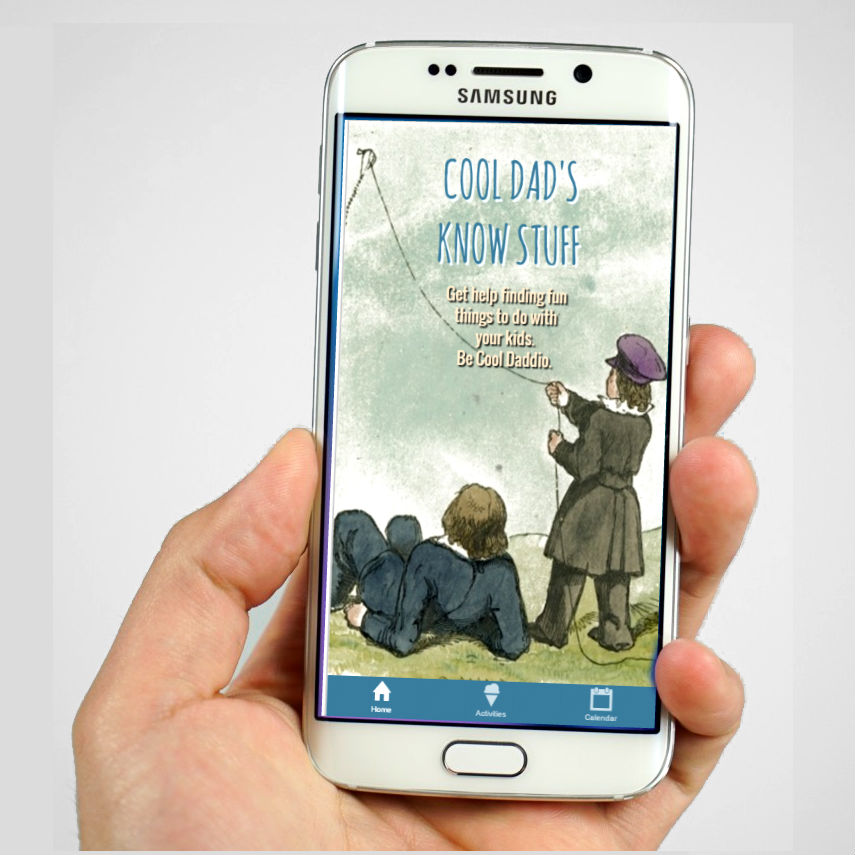 SAMSUNG
COOL DAD'S
KNOW STUFF
Get help finding fun
things to do with
your kids.
Be Cool Daddio.
Home
Activities
Calendar